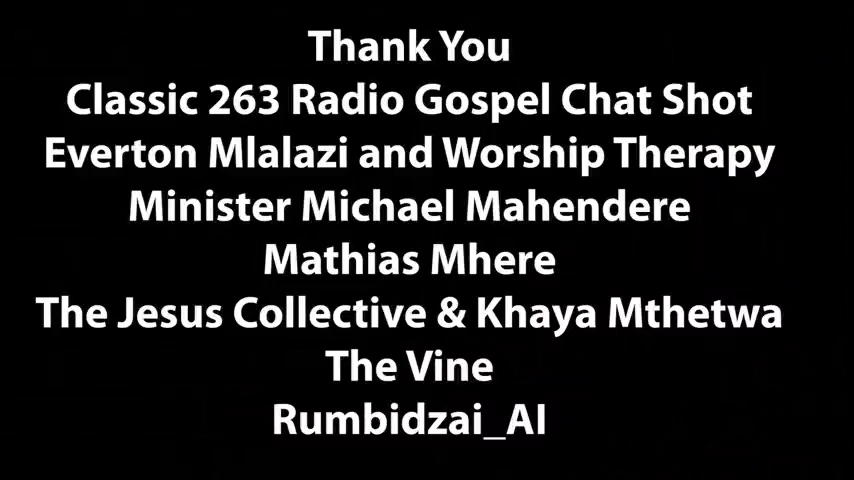 Thank You
Classic 263 Radio Gospel Chat Shot
Everton Mlalazi and Worship Therapy
Minister Michael Mahendere
Mathias Mhere
The Jesus Collective & Khaya Mthetwa
The Vine
Rumbidzai_AI